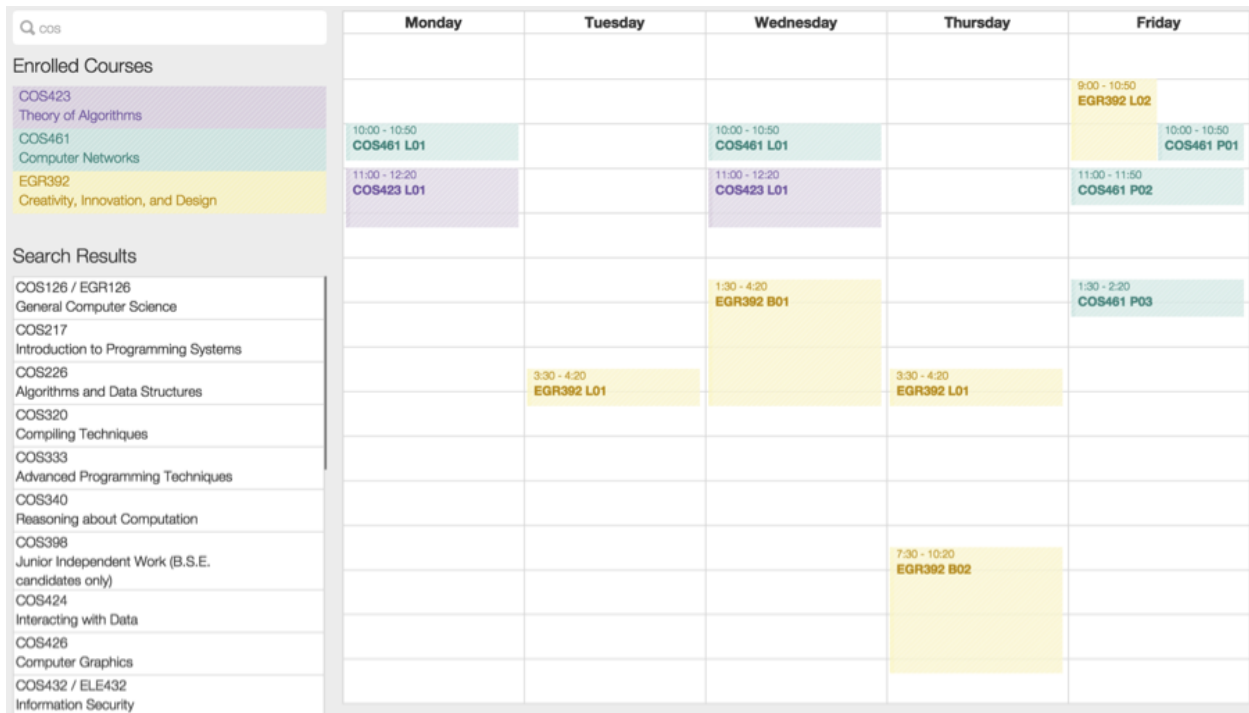 cos
Enrolled Courses
COS423
Theory of Algorithms
COS461
Computer Networks
EGR392
Creativity, Innovation, and Design
Search Results
COS126 / EGR126
General Computer Science
COS217
Introduction to Programming Systems
COS226
Algorithms and Data Structures
COS320
Compiling Techniques
COS333
Advanced Programming Techniques
COS340
Reasoning about Computation
COS398
Junior Independent Work (B.S.E.
candidates only)
COS424
Interacting with Data
COS426
Computer Graphics
COS432 / ELE432
Information Security
Monday
Tuesday
Wednesday
Thursday
Friday
10:00 - 10:50
COS461 L01
11:00 - 12:20
COS423 L01
3:30 - 4:20
EGR392 L01
10:00 - 10:50
COS461 L01
11:00 - 12:20
COS423 L01
1:30 - 4:20
EGR392 B01
3:30 - 4:20
EGR392 L01
7:30 - 10:20
EGR392 B02
9:00 - 10:50
EGR392 L02
10:00 - 10:50
COS461 P01
11:00 - 11:50
COS461 P02
1:30 - 2:20
COS461 P03